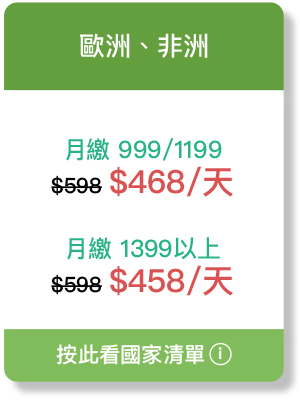 歐洲、非洲
月繳 999/1199
$598 $468/天
月繳 1399以上
$598 $458/天
按此看國家清單 ⓘ